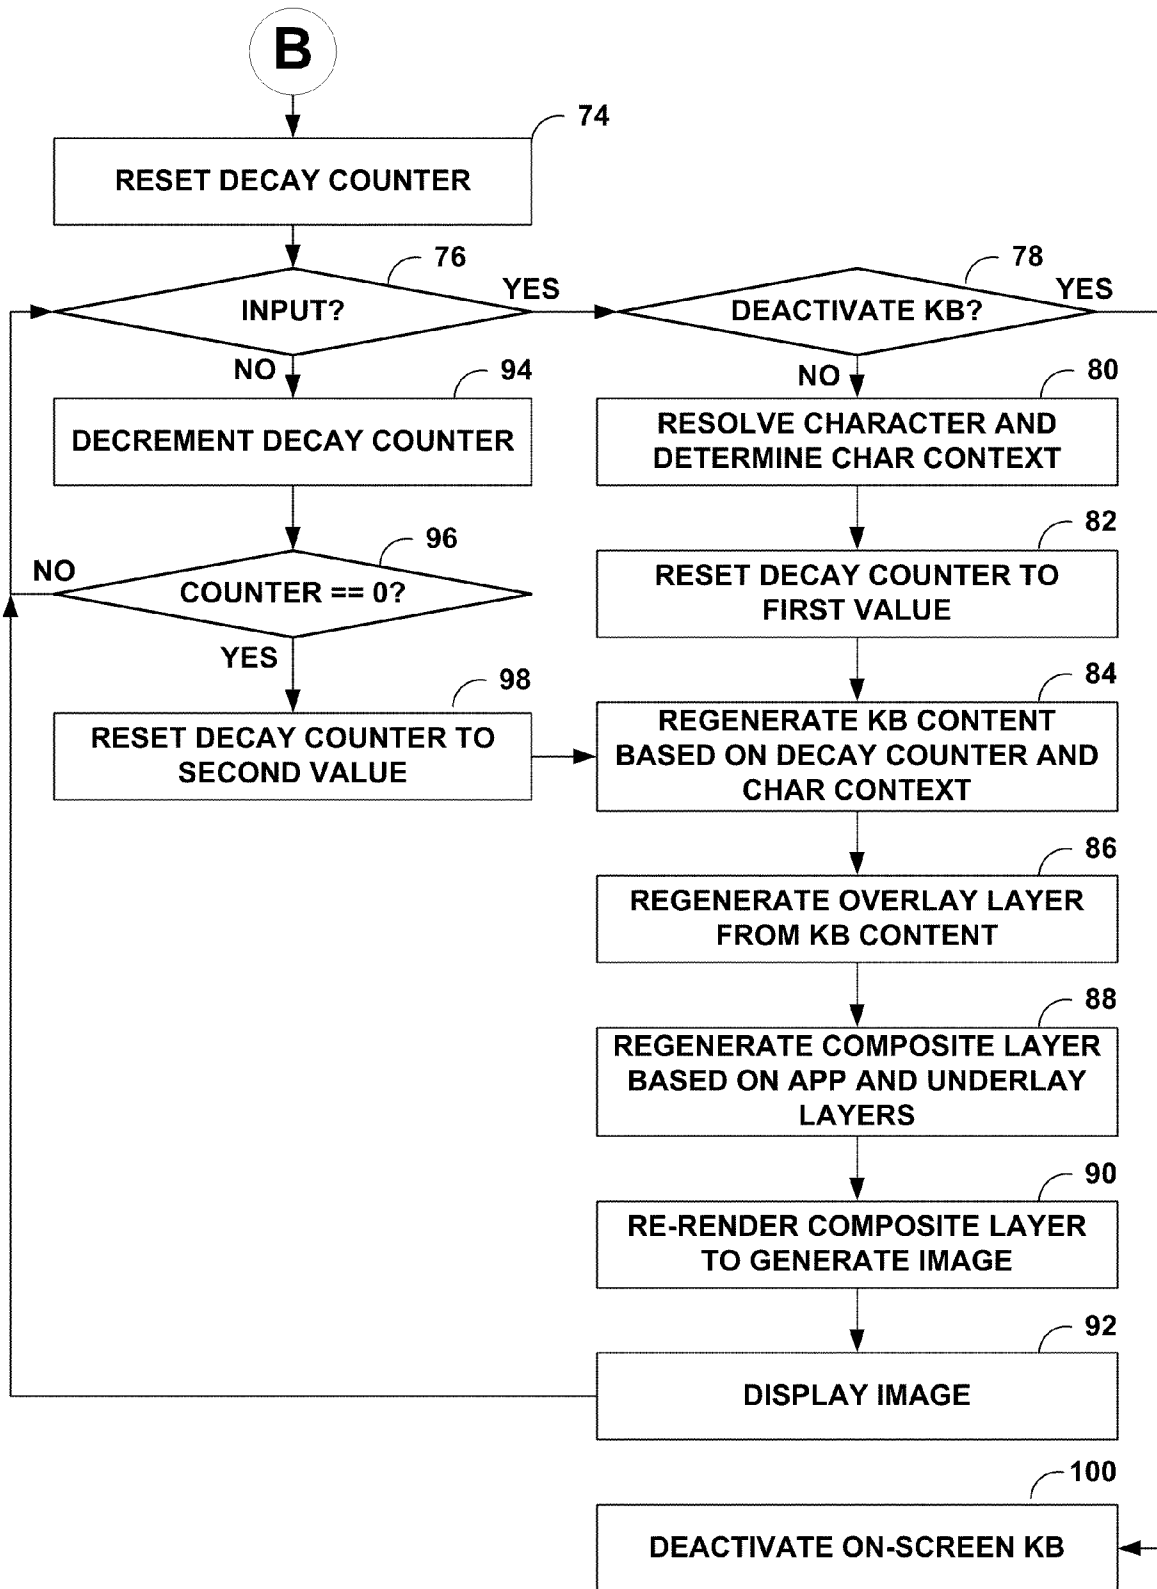 B
74
RESET DECAY COUNTER
76
YES
INPUT?
NO
78
YES
DEACTIVATE KB?
NO
94
DECREMENT DECAY COUNTER
80
RESOLVE CHARACTER AND
DETERMINE CHAR CONTEXT
96
NO
COUNTER == 0?
YES
82
RESET DECAY COUNTER TO
FIRST VALUE
98
RESET DECAY COUNTER TO
SECOND VALUE
84
REGENERATE KB CONTENT
BASED ON DECAY COUNTER AND
CHAR CONTEXT
86
REGENERATE OVERLAY LAYER
FROM KB CONTENT
88
REGENERATE COMPOSITE LAYER
BASED ON APP AND UNDERLAY
LAYERS
90
RE-RENDER COMPOSITE LAYER
TO GENERATE IMAGE
92
DISPLAY IMAGE
100
DEACTIVATE ON-SCREEN KB